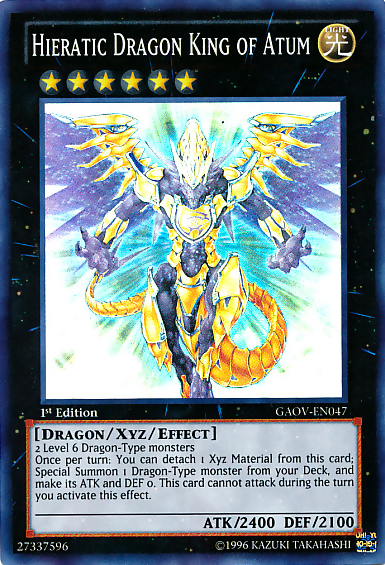 HIERATIC DRAGON KING OF ATUM
LIGHT
光
1st Edition
GAOV-EN047
[DRAGON/XYZ/EFFECT]
2 Level 6 Dragon-Type monsters
Once per turn: You can detach 1 Xyz Material from this card;
Special Summon 1 Dragon-Type monster from your Deck, and
make its ATK and DEF 0. This card cannot attack during the turn
you activate this effect.
ATK/2400 DEF/2100
27337596
©1996 KAZUKI TAKAHASHI